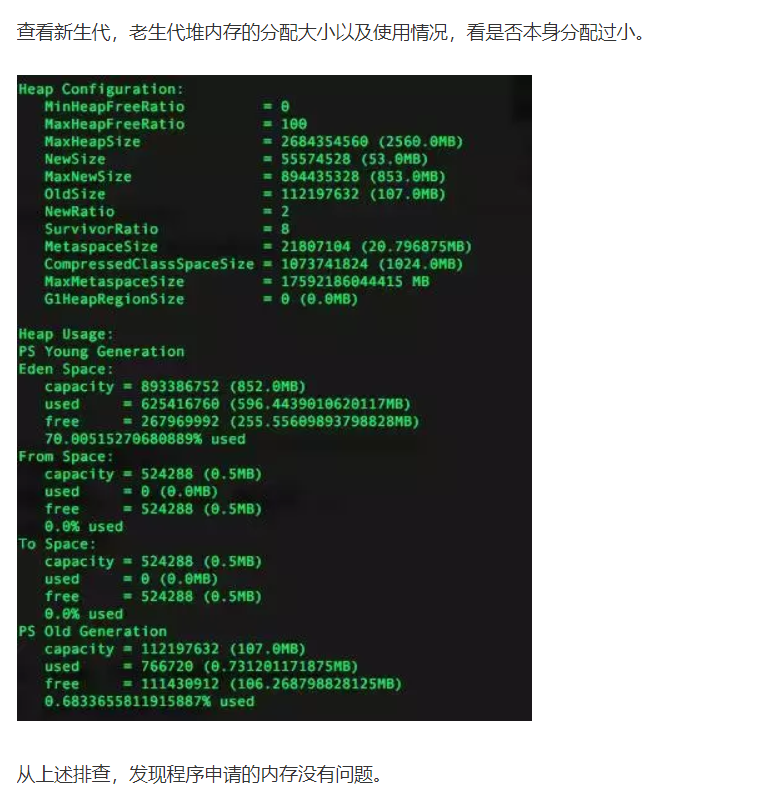 查看新生代，老生代堆内存的分配大小以及使用情况，看是否本身分配过小。
Heap Configuration:
MinHeapFreeRatio = 0
MaxHeapFreeRatio = 100
MaxHeapSize = 2684354560 (2560.0MB)
NewSize = 55574528 (53.0MB)
MaxNewSize = 894435328 (853.0MB)
OldSize = 112197632 (107.0MB)
NewRatio = 2
SurvivorRatio = 8
MetaspaceSize = 21807104 (20.796875MB)
CompressedClassSpaceSize = 1073741824 (1024.0MB)
MaxMetaspaceSize = 17592186044415 MB
G1HeapRegionSize = 0 (0.0MB)
Heap Usage:
PS Young Generation
Eden Space:
capacity = 893386752 (852.0MB)
used = 625416760 (596.4439010620117MB)
free = 267969992 (255.55609893798828MB)
70.00515270680889% used
From Space:
capacity = 524288 (0.5MB)
used = 0 (0.0MB)
free = 524288 (0.5MB)
0.0% used
To Space:
capacity = 524288 (0.5MB)
used = 0 (0.0MB)
free = 524288 (0.5MB)
0.0% used
PS Old Generation
capacity = 112197632 (107.0MB)
used = 766720 (0.731201171875MB)
free = 111430912 (106.268798828125MB)
0.6833655811915887% used
从上述排查，发现程序申请的内存没有问题。